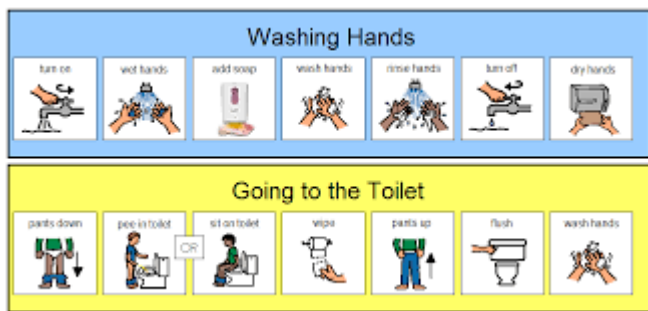 Washing Hands
turn on wet hands add soap wash hands rinse hands turn off dry hands
Going to the Toilet
pants down pee in toilet OR sit on toilet wipe pants up flush wash hands